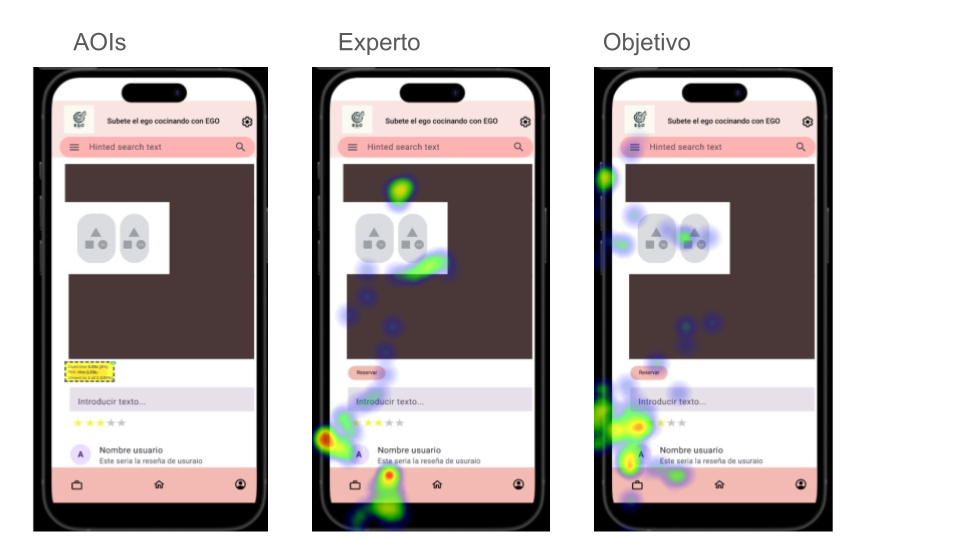 AOIs
Experto
Objetivo
EGO
Subete el ego cocinando con EGO
Hinted search text
Introducir texto...
A
Nombre usuario
Este seria la reseña de usuraio
EGO
Subete el ego cocinando con EGO
Hinted search text
Reservar
Introducir texto...
A
Nombre usuario
Este seria la reseña de usuraio
EGO
Subete el ego cocinando con EGO
Hinted search text
Reservar
Introducir texto...
A
Nombre usuario
Este seria la reseña de usuraio